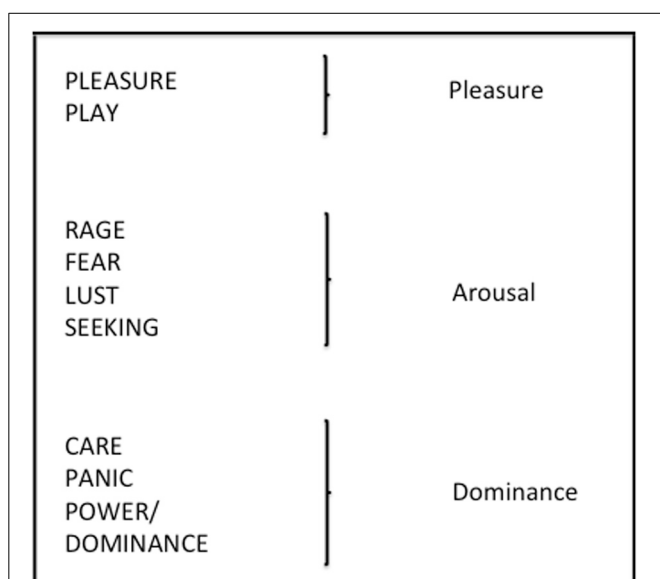 PLEASURE
PLAY
Pleasure
RAGE
FEAR
LUST
SEEKING
Arousal
CARE
PANIC
POWER/
DOMINANCE
Dominance